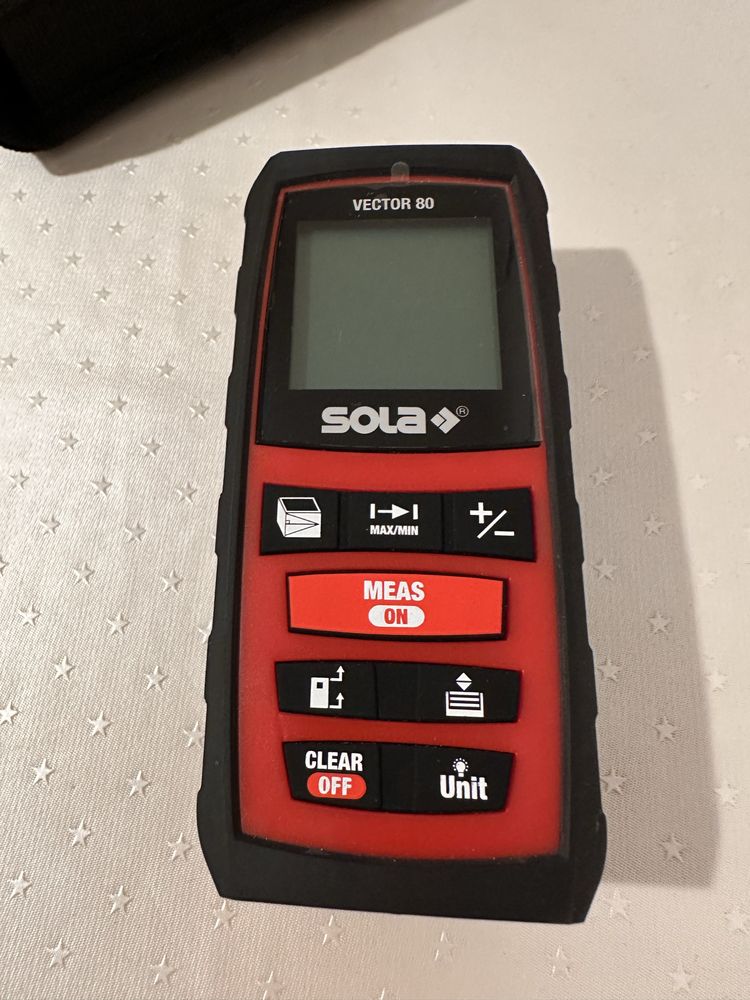 VECTOR 80
SOLA®
MAX/MIN
+/−
MEAS
ON
CLEAR
OFF
Unit